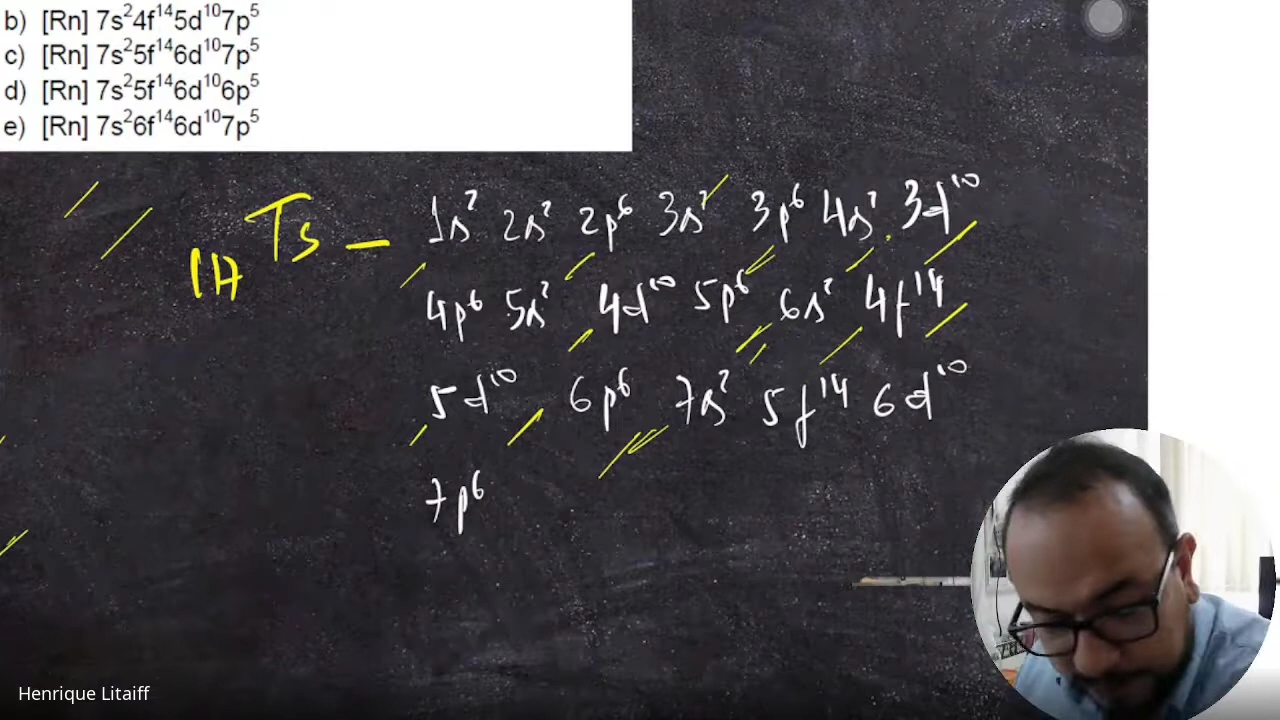 b) [Rn] 7s²4f¹⁴5d¹⁰7p⁵
c) [Rn] 7s²5f¹⁴6d¹⁰7p⁵
d) [Rn] 7s²5f¹⁴6d¹⁰6p⁵
e) [Rn] 7s²6f¹⁴6d¹⁰7p⁵
Ts – 1s² 2s² 2p⁶ 3s² 3p⁶ 4s² 3d¹⁰
4p⁶ 5s² 4d¹⁰ 5p⁶ 6s² 4f¹⁴
5d¹⁰ 6p⁶ 7s² 5f¹⁴ 6d¹⁰
7p⁶
Henrique Litaiff